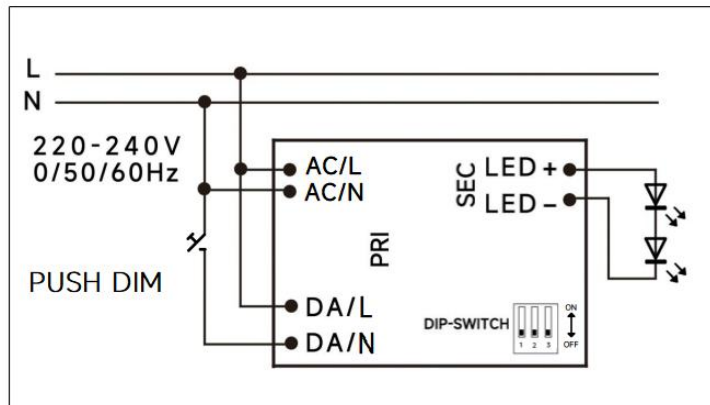 L
N
220-240V
0/50/60Hz
AC/L
AC/N
PRI
SEC
LED +
LED −
PUSH DIM
DA/L
DA/N
DIP-SWITCH
ON
OFF
1 2 3